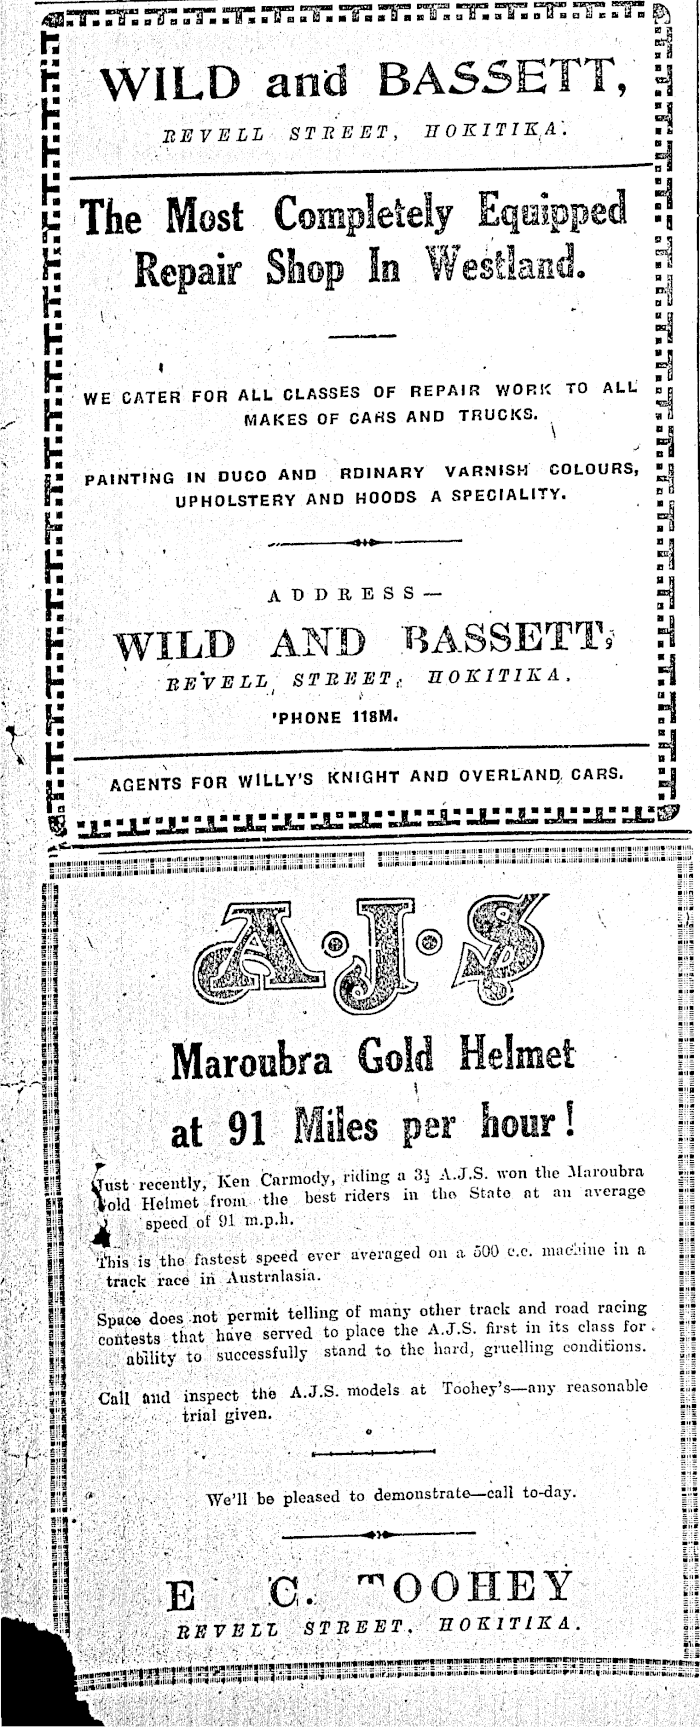 WILD and BASSETT,
REVELL STREET, HOKITIKA.
The Most Completely Equipped
Repair Shop In Westland.
WE CATER FOR ALL CLASSES OF REPAIR WORK TO ALL
MAKES OF CARS AND TRUCKS.
PAINTING IN DUCO AND RDINARY VARNISH COLOURS,
UPHOLSTERY AND HOODS A SPECIALITY.
ADDRESS—
WILD AND BASSETT,
REVELL STREET, HOKITIKA.
'PHONE 118M.
AGENTS FOR WILLY'S KNIGHT AND OVERLAND CARS.
A.J.S
Maroubra Gold Helmet
at 91 Miles per hour!
Just recently, Ken Carmody, riding a 3½ A.J.S. won the Maroubra
Gold Helmet from the best riders in the State at an average
speed of 91 m.p.h.
This is the fastest speed ever averaged on a 500 c.c. machine in a
track race in Australasia.
Space does not permit telling of many other track and road racing
contests that have served to place the A.J.S. first in its class for
ability to successfully stand to the hard, gruelling conditions.
Call and inspect the A.J.S. models at Toohey's—any reasonable
trial given.
We'll be pleased to demonstrate—call to-day.
E C. TOOHEY
REVELL STREET, HOKITIKA.